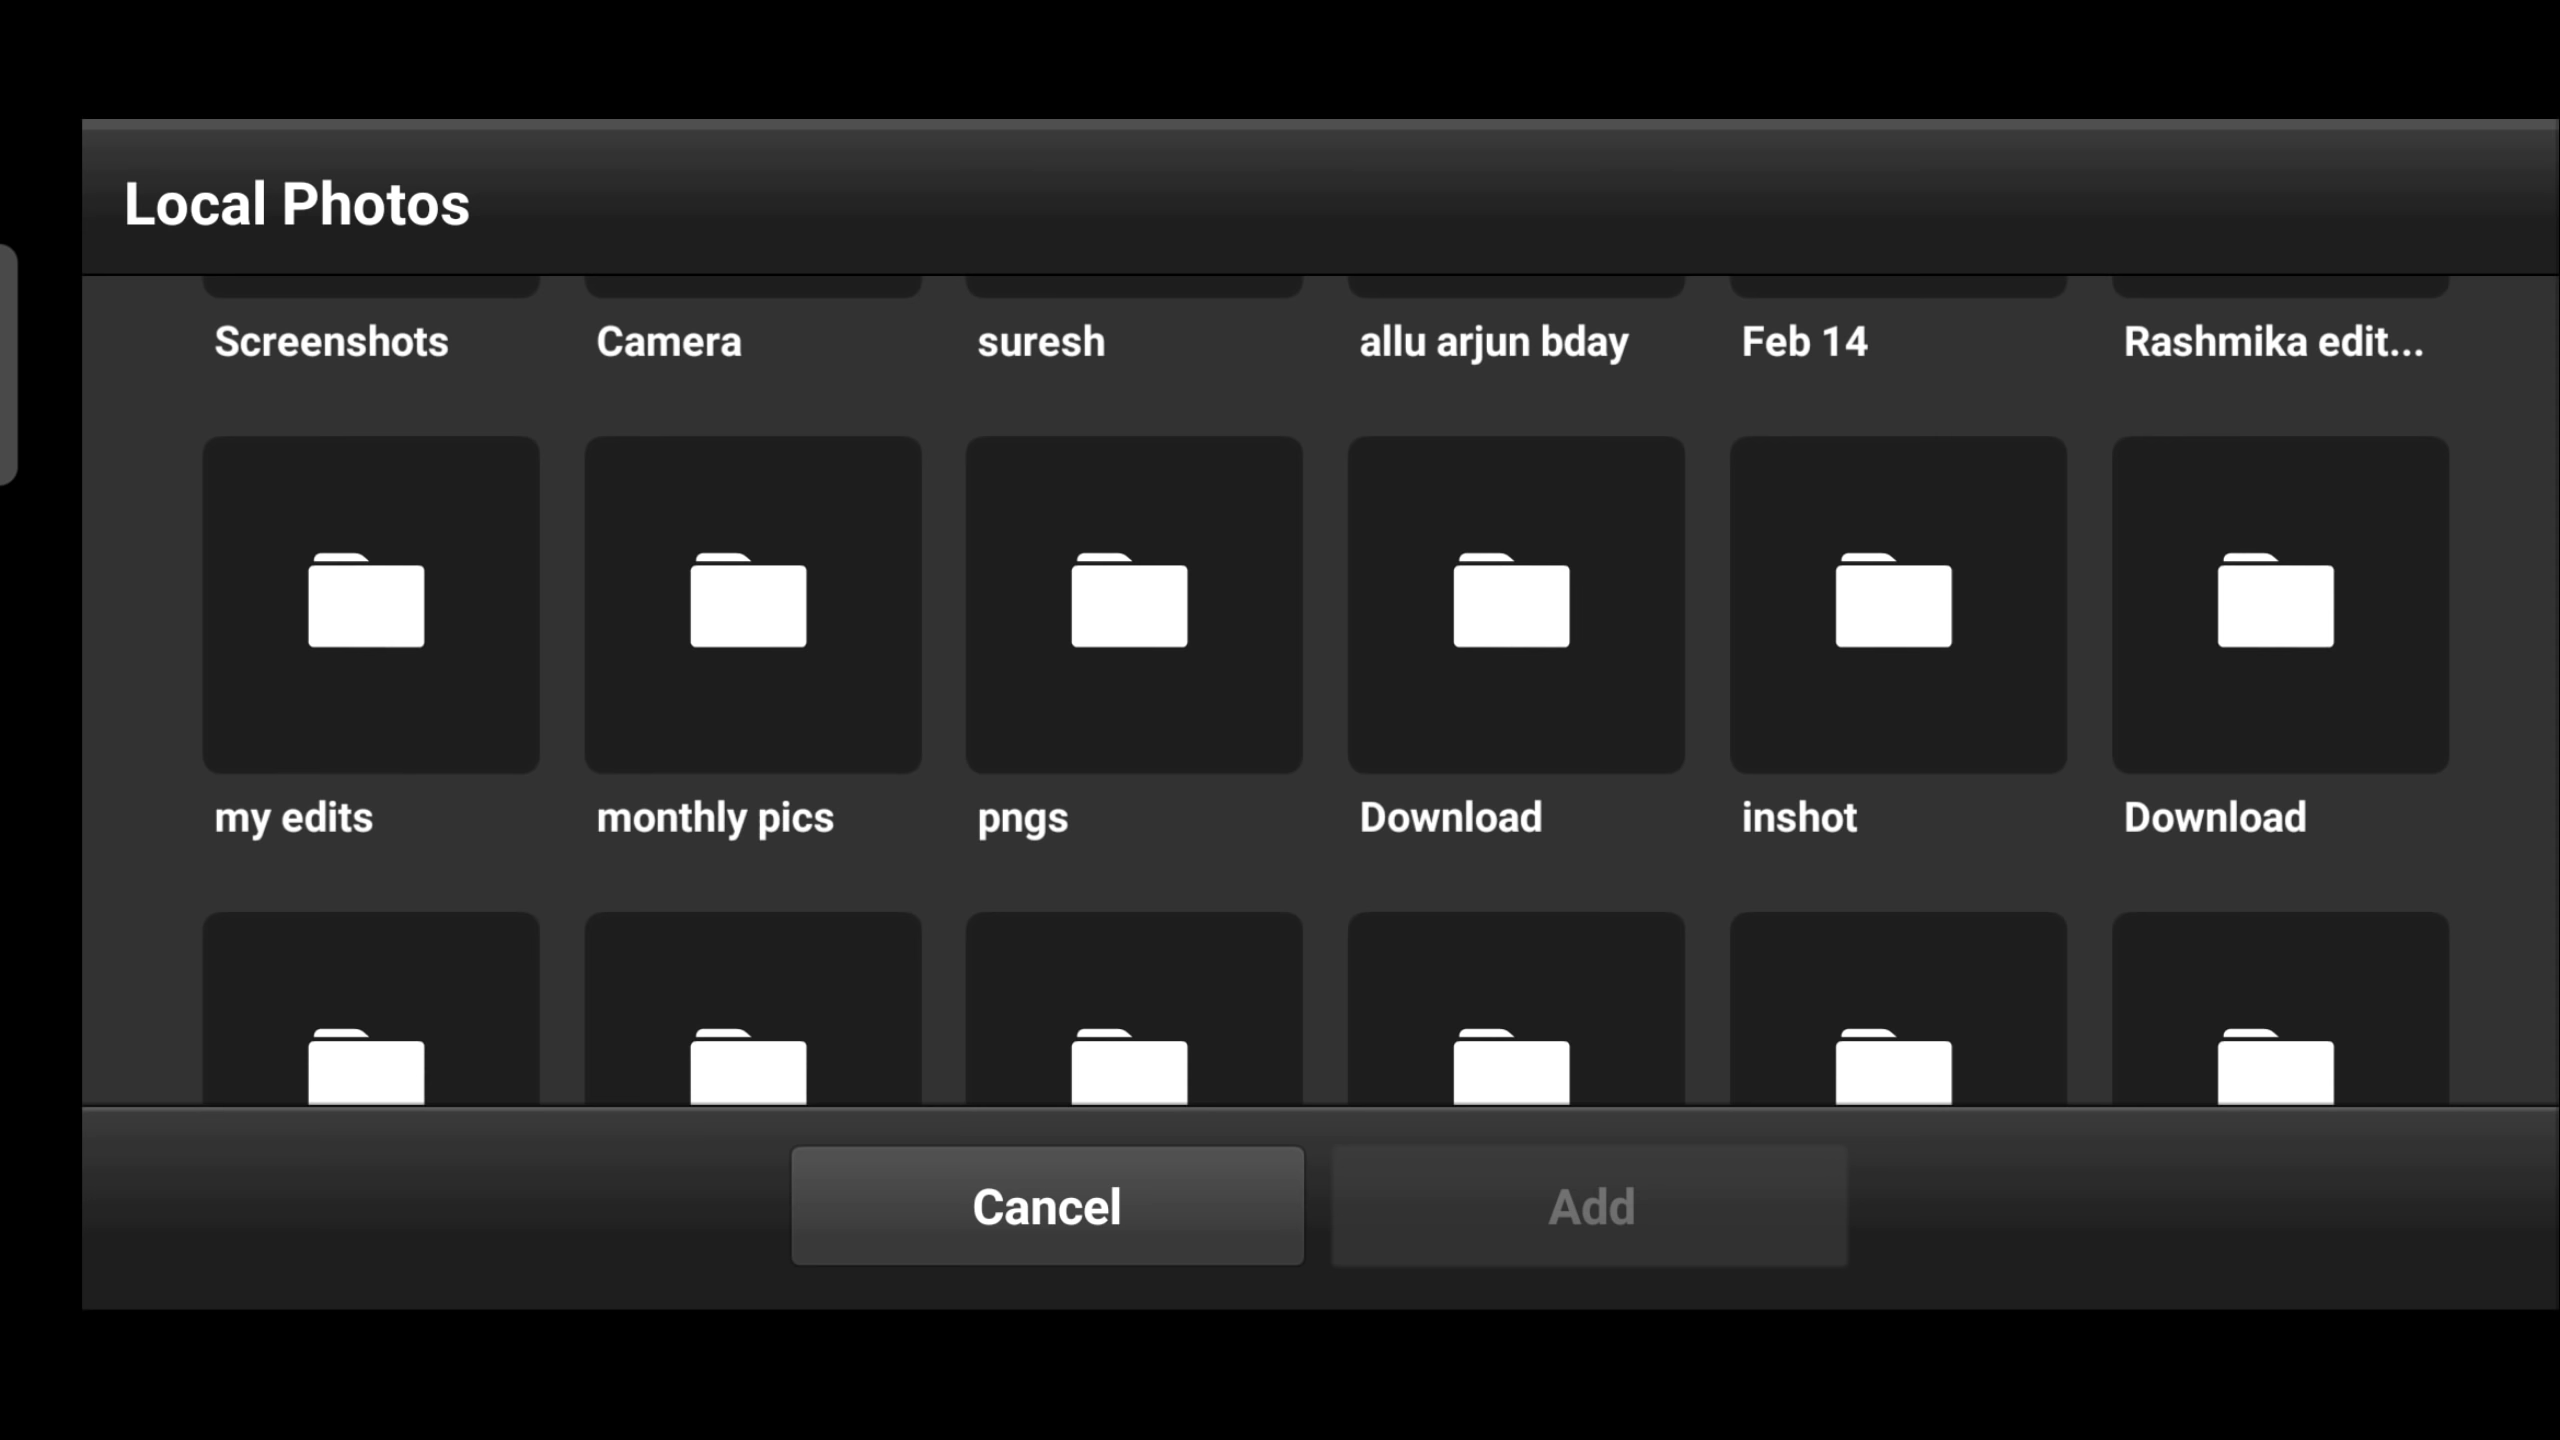 Local Photos
Screenshots
Camera
suresh
allu arjun bday
Feb 14
Rashmika edit...
my edits
monthly pics
pngs
Download
inshot
Download
Cancel
Add